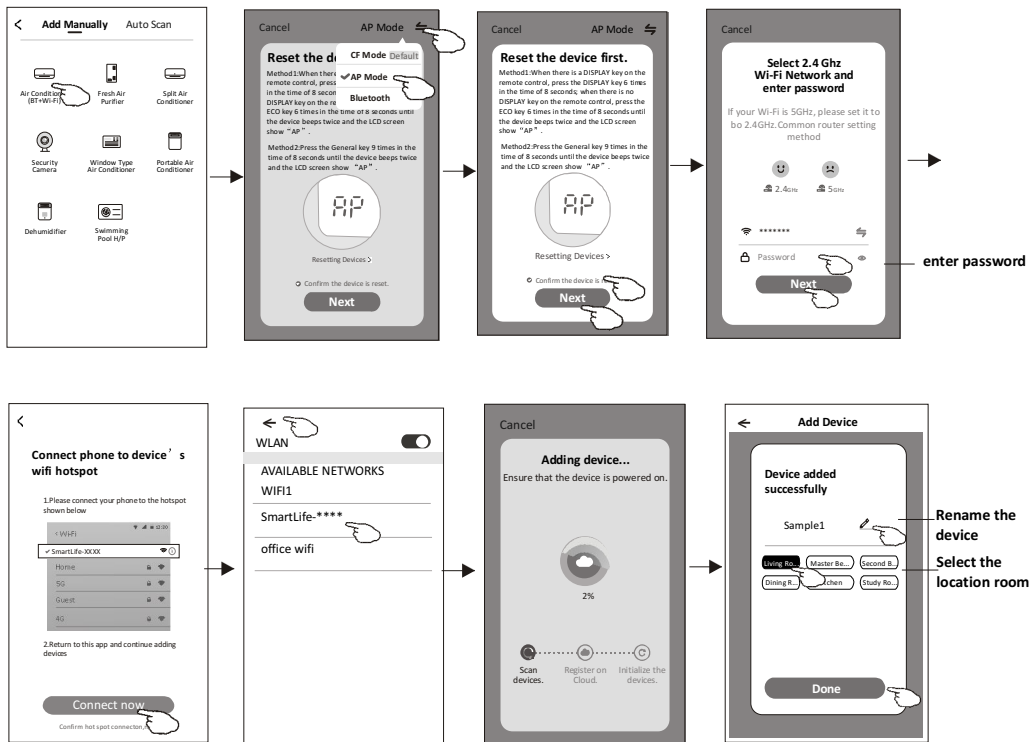 Add Manually Auto Scan
Air Condition
(BT+Wi-Fi)
Fresh Air
Purifier
Split Air
Conditioner
Security
Camera
Window Type
Air Conditioner
Portable Air
Conditioner
Dehumidifier
Swimming
Pool H/P
Cancel AP Mode
CF Mode Default
AP Mode
Bluetooth
Reset the
Method1:When
remote control, press
in the time of 8
DISPLAY key on the
ECO key 6 times in the time of 8 seconds until
the device beeps twice and the LCD screen
show “AP”.
Method2:Press the General key 9 times in the
time of 8 seconds until the device beeps twice
and the LCD screen show “AP”.
AP
Resetting Devices >
Confirm the device is reset.
Next
Cancel AP Mode
Reset the device first.
Method1:When there is a DISPLAY key on the
remote control, press the DISPLAY key 6 times
in the time of 8 seconds; when there is no
DISPLAY key on the remote control, press the
ECO key 6 times in the time of 8 seconds until
the device beeps twice and the LCD screen
show “AP”.
Method2:Press the General key 9 times in the
time of 8 seconds until the device beeps twice
and the LCD screen show “AP”.
AP
Resetting Devices >
Confirm the device is
Next
Cancel
Select 2.4 Ghz
Wi-Fi Network and
enter password
If your Wi-Fi is 5GHz, please set it to
bo 2.4GHz.Common router setting
method
2.4GHz 5GHz
*******
Password
Next
enter password
Connect phone to device’s
wifi hotspot
1.Please connect your phone to the hotspot
shown below
12:00
< Wi-Fi
SmartLife-XXXX
Home
5G
Guest
4G
2.Return to this app and continue adding
devices
Connect now
Confirm hot spot connecton,
WLAN
AVAILABLE NETWORKS
WIFI1
SmartLife-****
office wifi
Cancel
Adding device...
Ensure that the device is powered on.
2%
Scan
devices.
Register on
Cloud.
Initialize the
devices.
Add Device
Device added
successfully
Sample1
Rename the
device
Living Ro... Master Be... Second B...
Dining R... Study Ro...
Select the
location room
Done